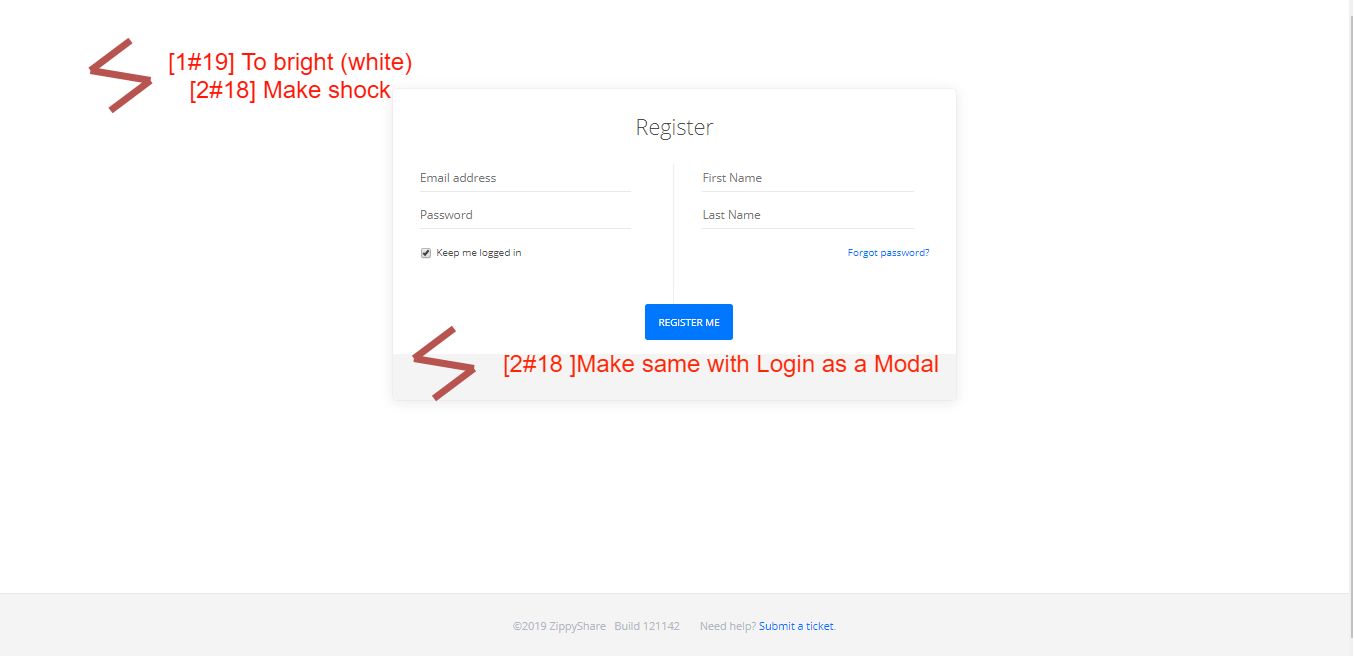 [1#19] To bright (white)
[2#18] Make shock
Register
Email address
First Name
Password
Last Name
Keep me logged in
Forgot password?
REGISTER ME
[2#18 ]Make same with Login as a Modal
©2019 ZippyShare Build 121142 Need help? Submit a ticket.